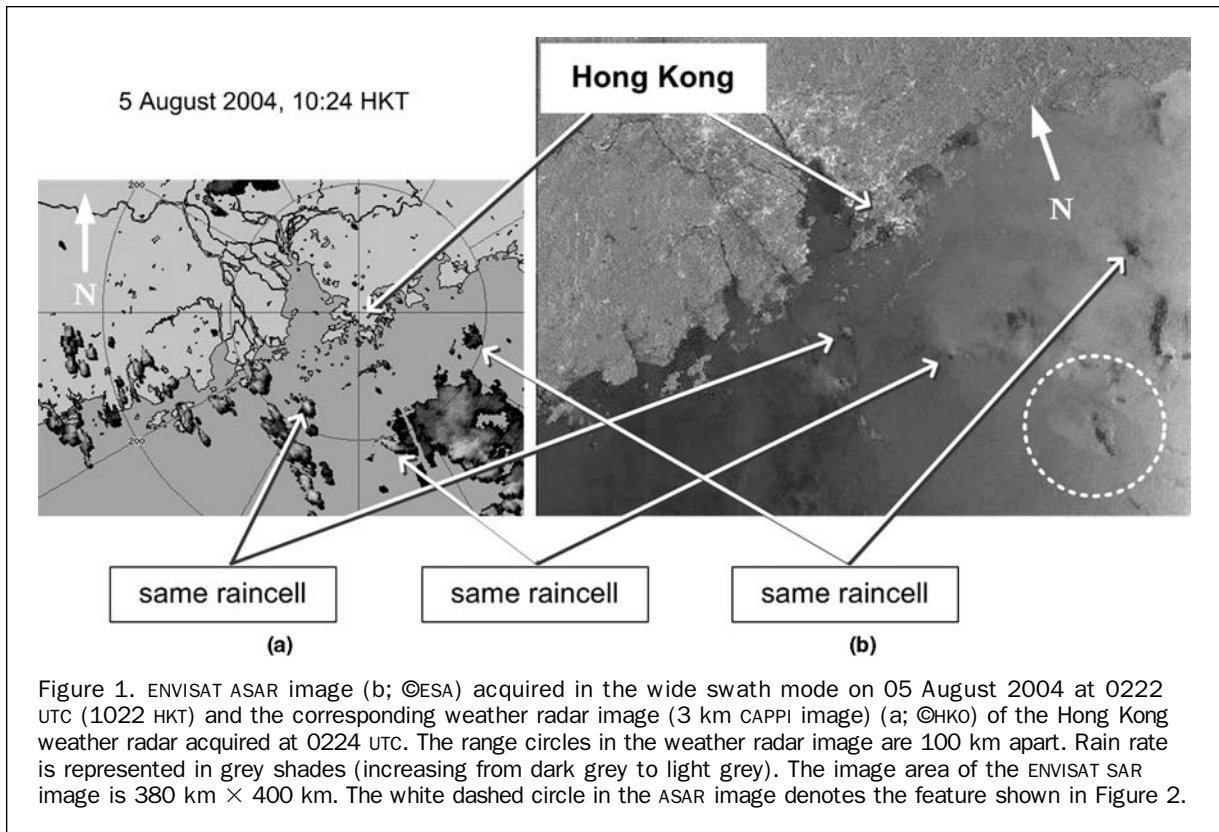 5 August 2004, 10:24 HKT
Hong Kong
200
N
N
200
same raincell
same raincell
same raincell
(a)
(b)
Figure 1. ENVISAT ASAR image (b; ©ESA) acquired in the wide swath mode on 05 August 2004 at 0222
UTC (1022 HKT) and the corresponding weather radar image (3 km CAPPI image) (a; ©HKO) of the Hong Kong
weather radar acquired at 0224 UTC. The range circles in the weather radar image are 100 km apart. Rain rate
is represented in grey shades (increasing from dark grey to light grey). The image area of the ENVISAT SAR
image is 380 km × 400 km. The white dashed circle in the ASAR image denotes the feature shown in Figure 2.